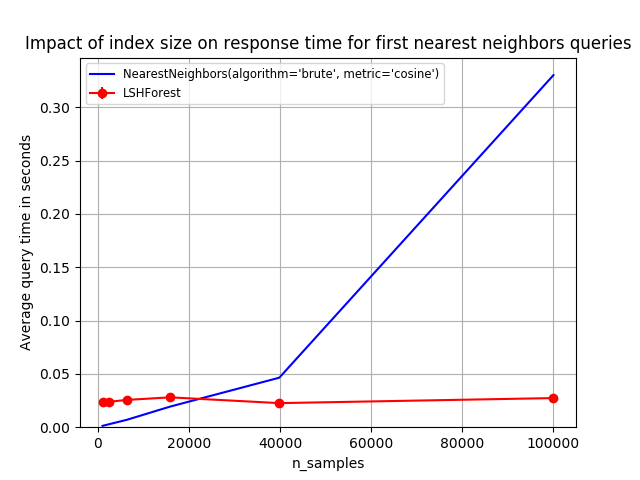 Impact of index size on response time for first nearest neighbors queries
NearestNeighbors(algorithm='brute', metric='cosine')
LSHForest
Average query time in seconds
0.30
0.25
0.20
0.15
0.10
0.05
0.00
0 20000 40000 60000 80000 100000
n_samples